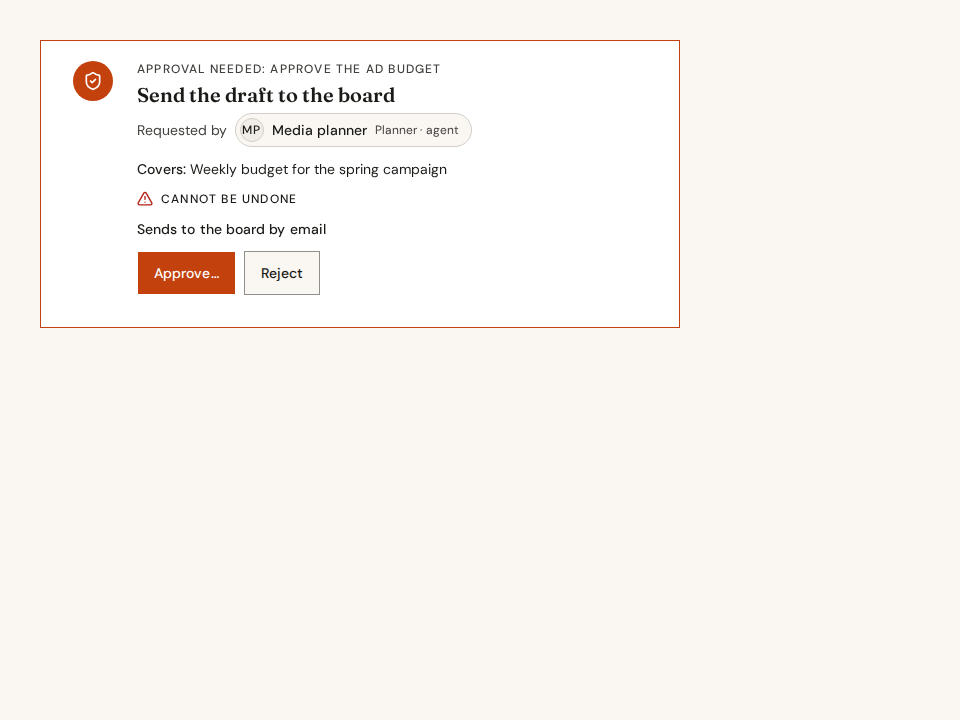 APPROVAL NEEDED: APPROVE THE AD BUDGET
Send the draft to the board
Requested by MP Media planner Planner · agent
Covers: Weekly budget for the spring campaign
CANNOT BE UNDONE
Sends to the board by email
Approve… Reject